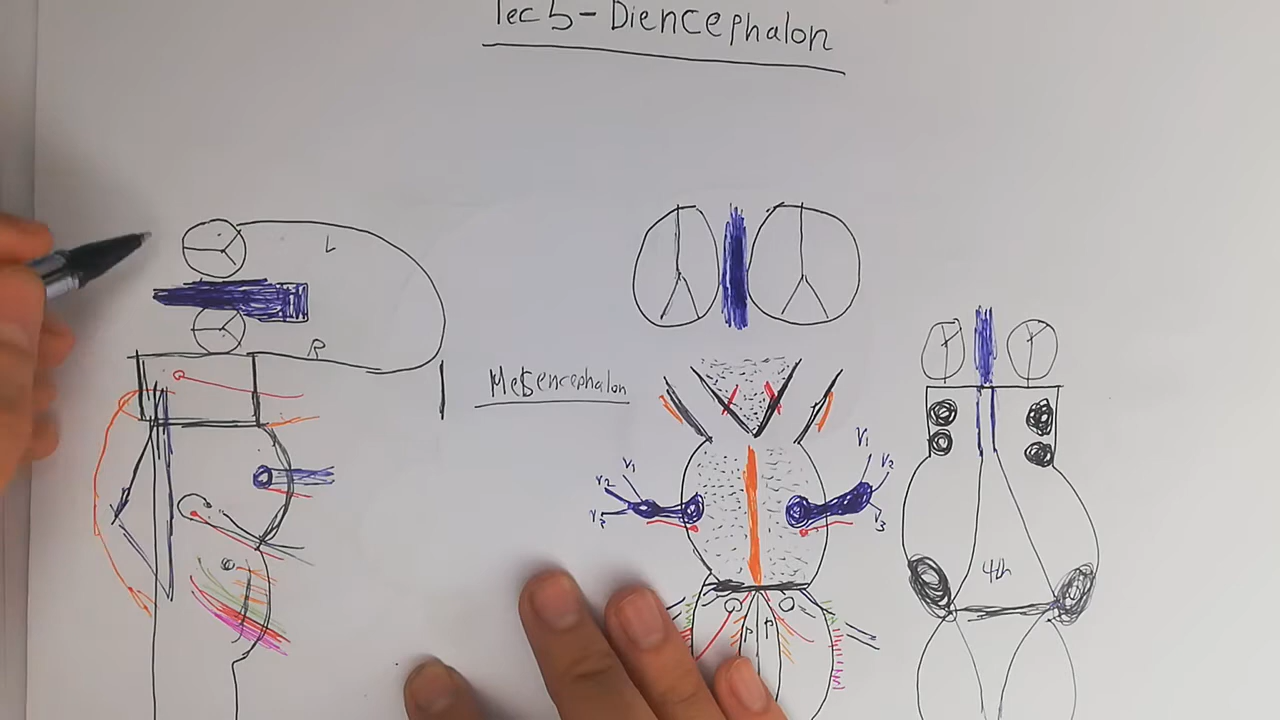 Lec 5 - Diencephalon
L
R
Mesencephalon
V1
V2
V3
V1
V2
V3
4th
P P